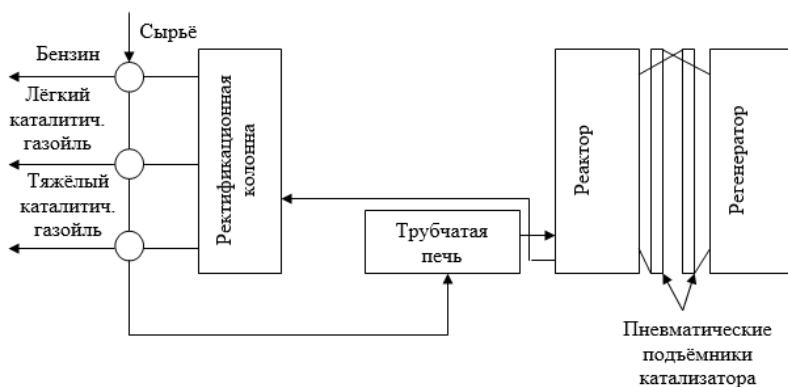 Сырьё
Бензин
Лёгкий
каталитич.
газойль
Тяжёлый
каталитич.
газойль
Ректификационная
колонна
Трубчатая
печь
Реактор
Регенератор
Пневматические
подъёмники
катализатора